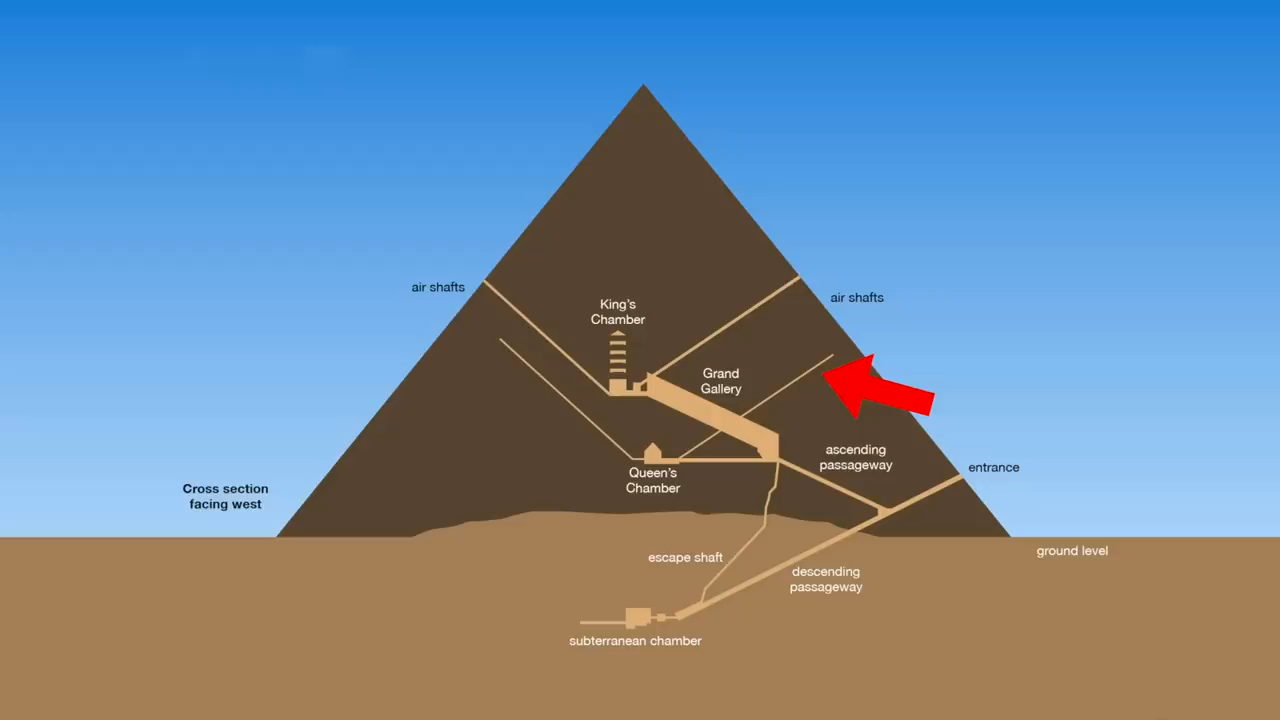 air shafts
King's
Chamber
air shafts
Grand
Gallery
ascending
passageway
entrance
Queen's
Chamber
Cross section
facing west
ground level
escape shaft
descending
passageway
subterranean chamber